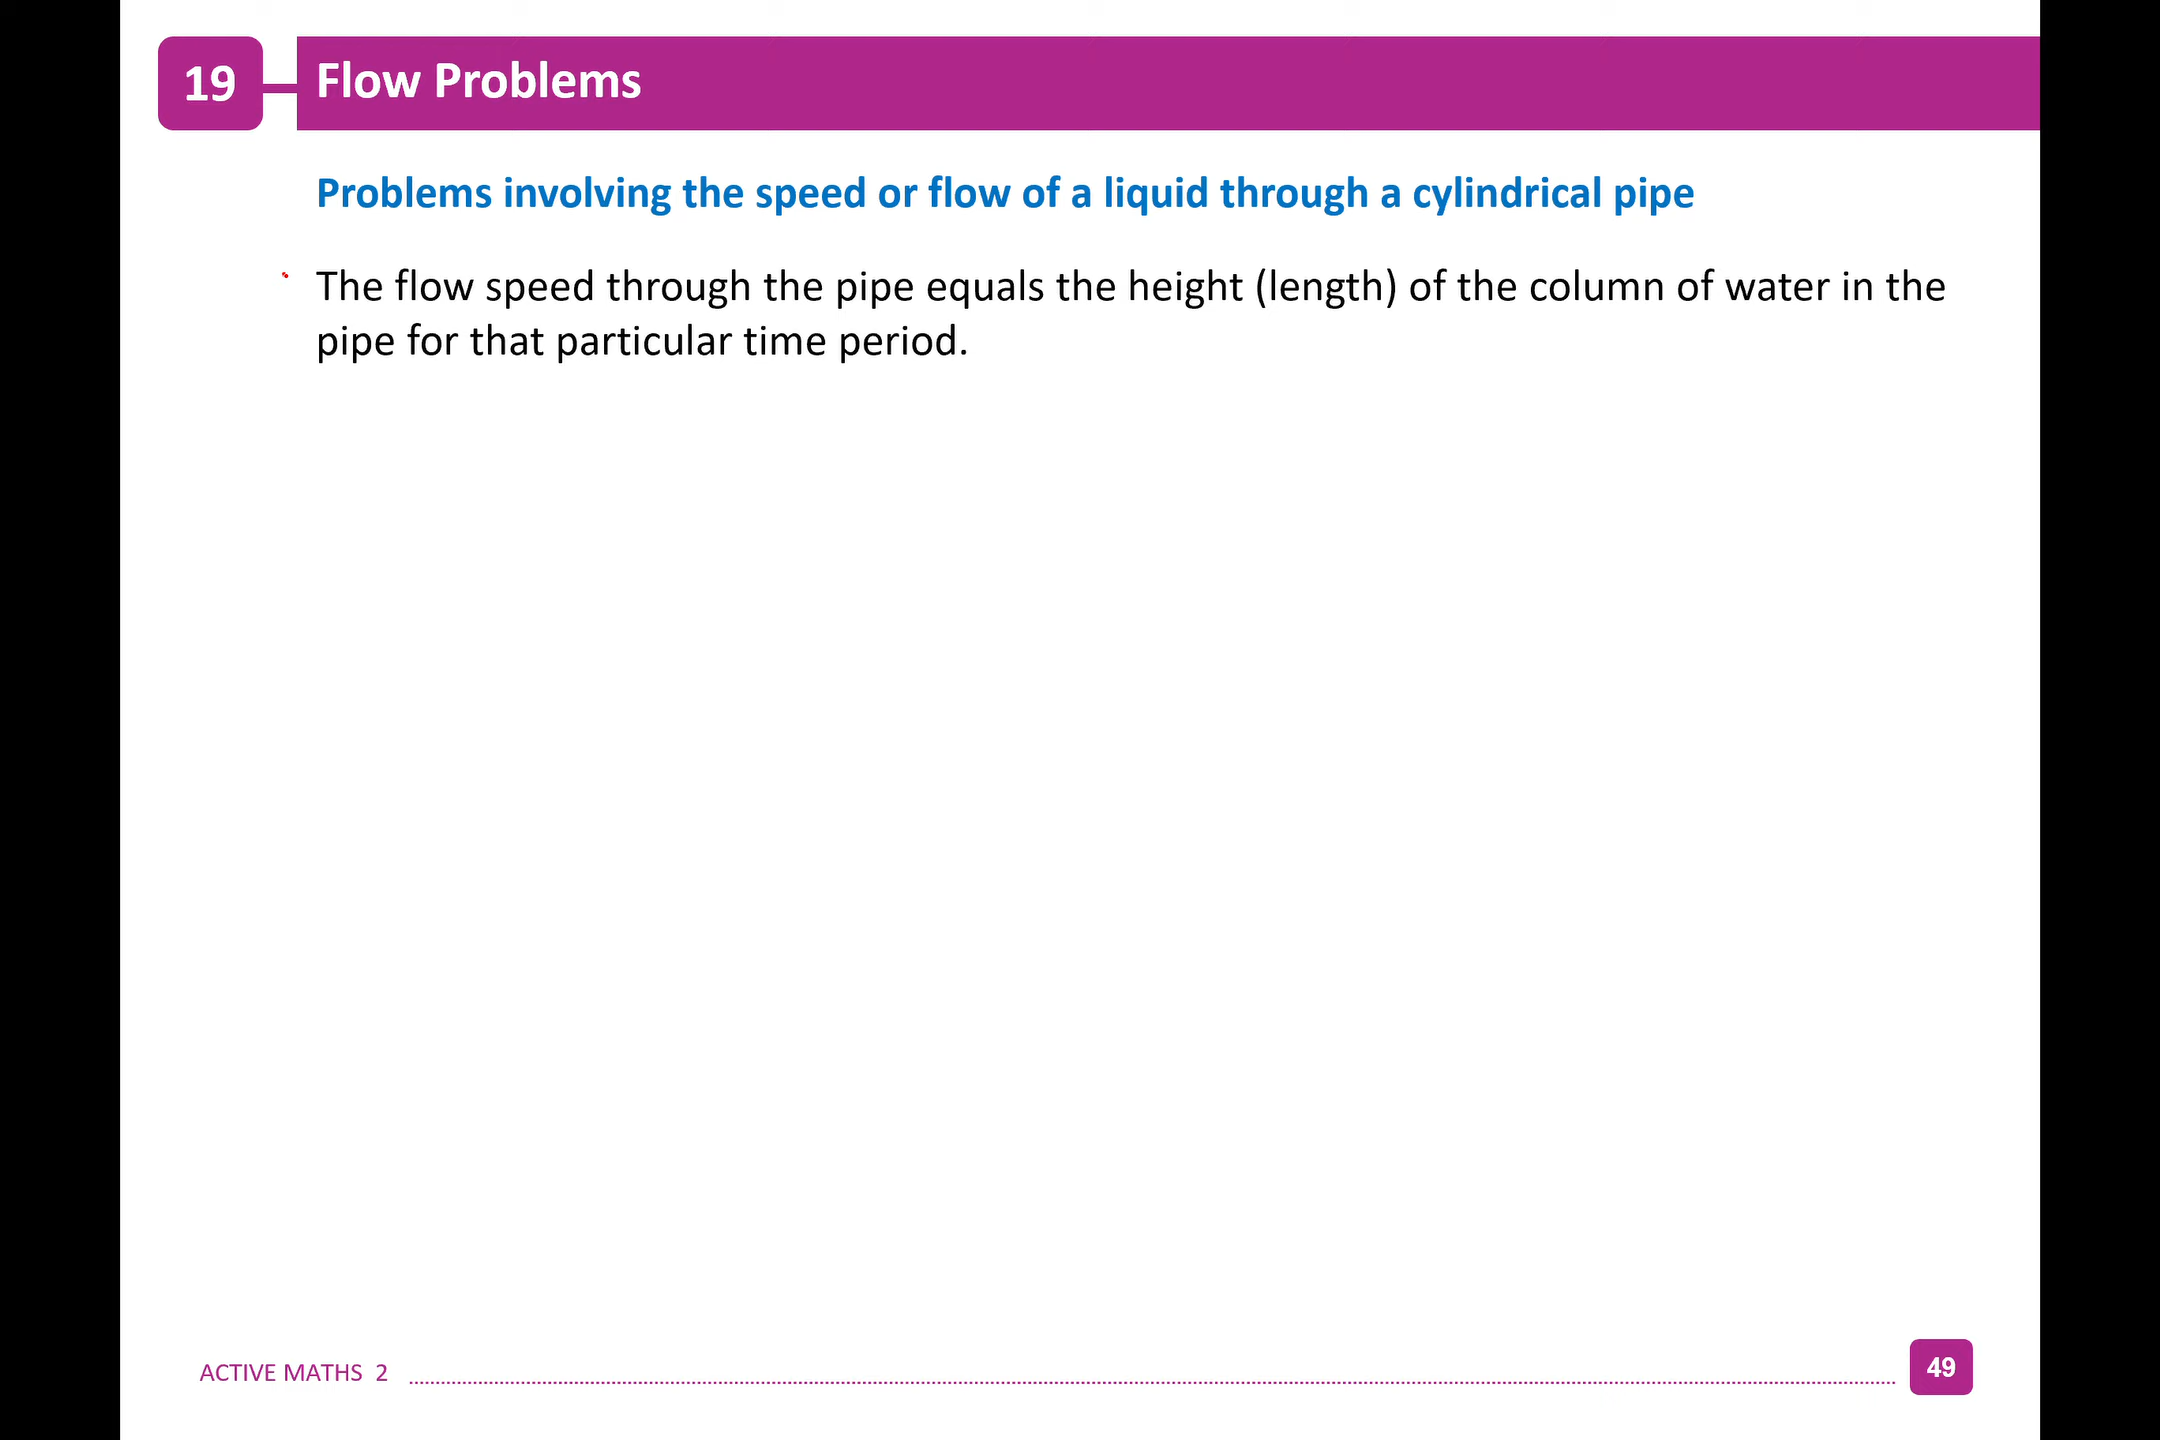 19
Flow Problems
Problems involving the speed or flow of a liquid through a cylindrical pipe
The flow speed through the pipe equals the height (length) of the column of water in the
pipe for that particular time period.
ACTIVE MATHS 2
49